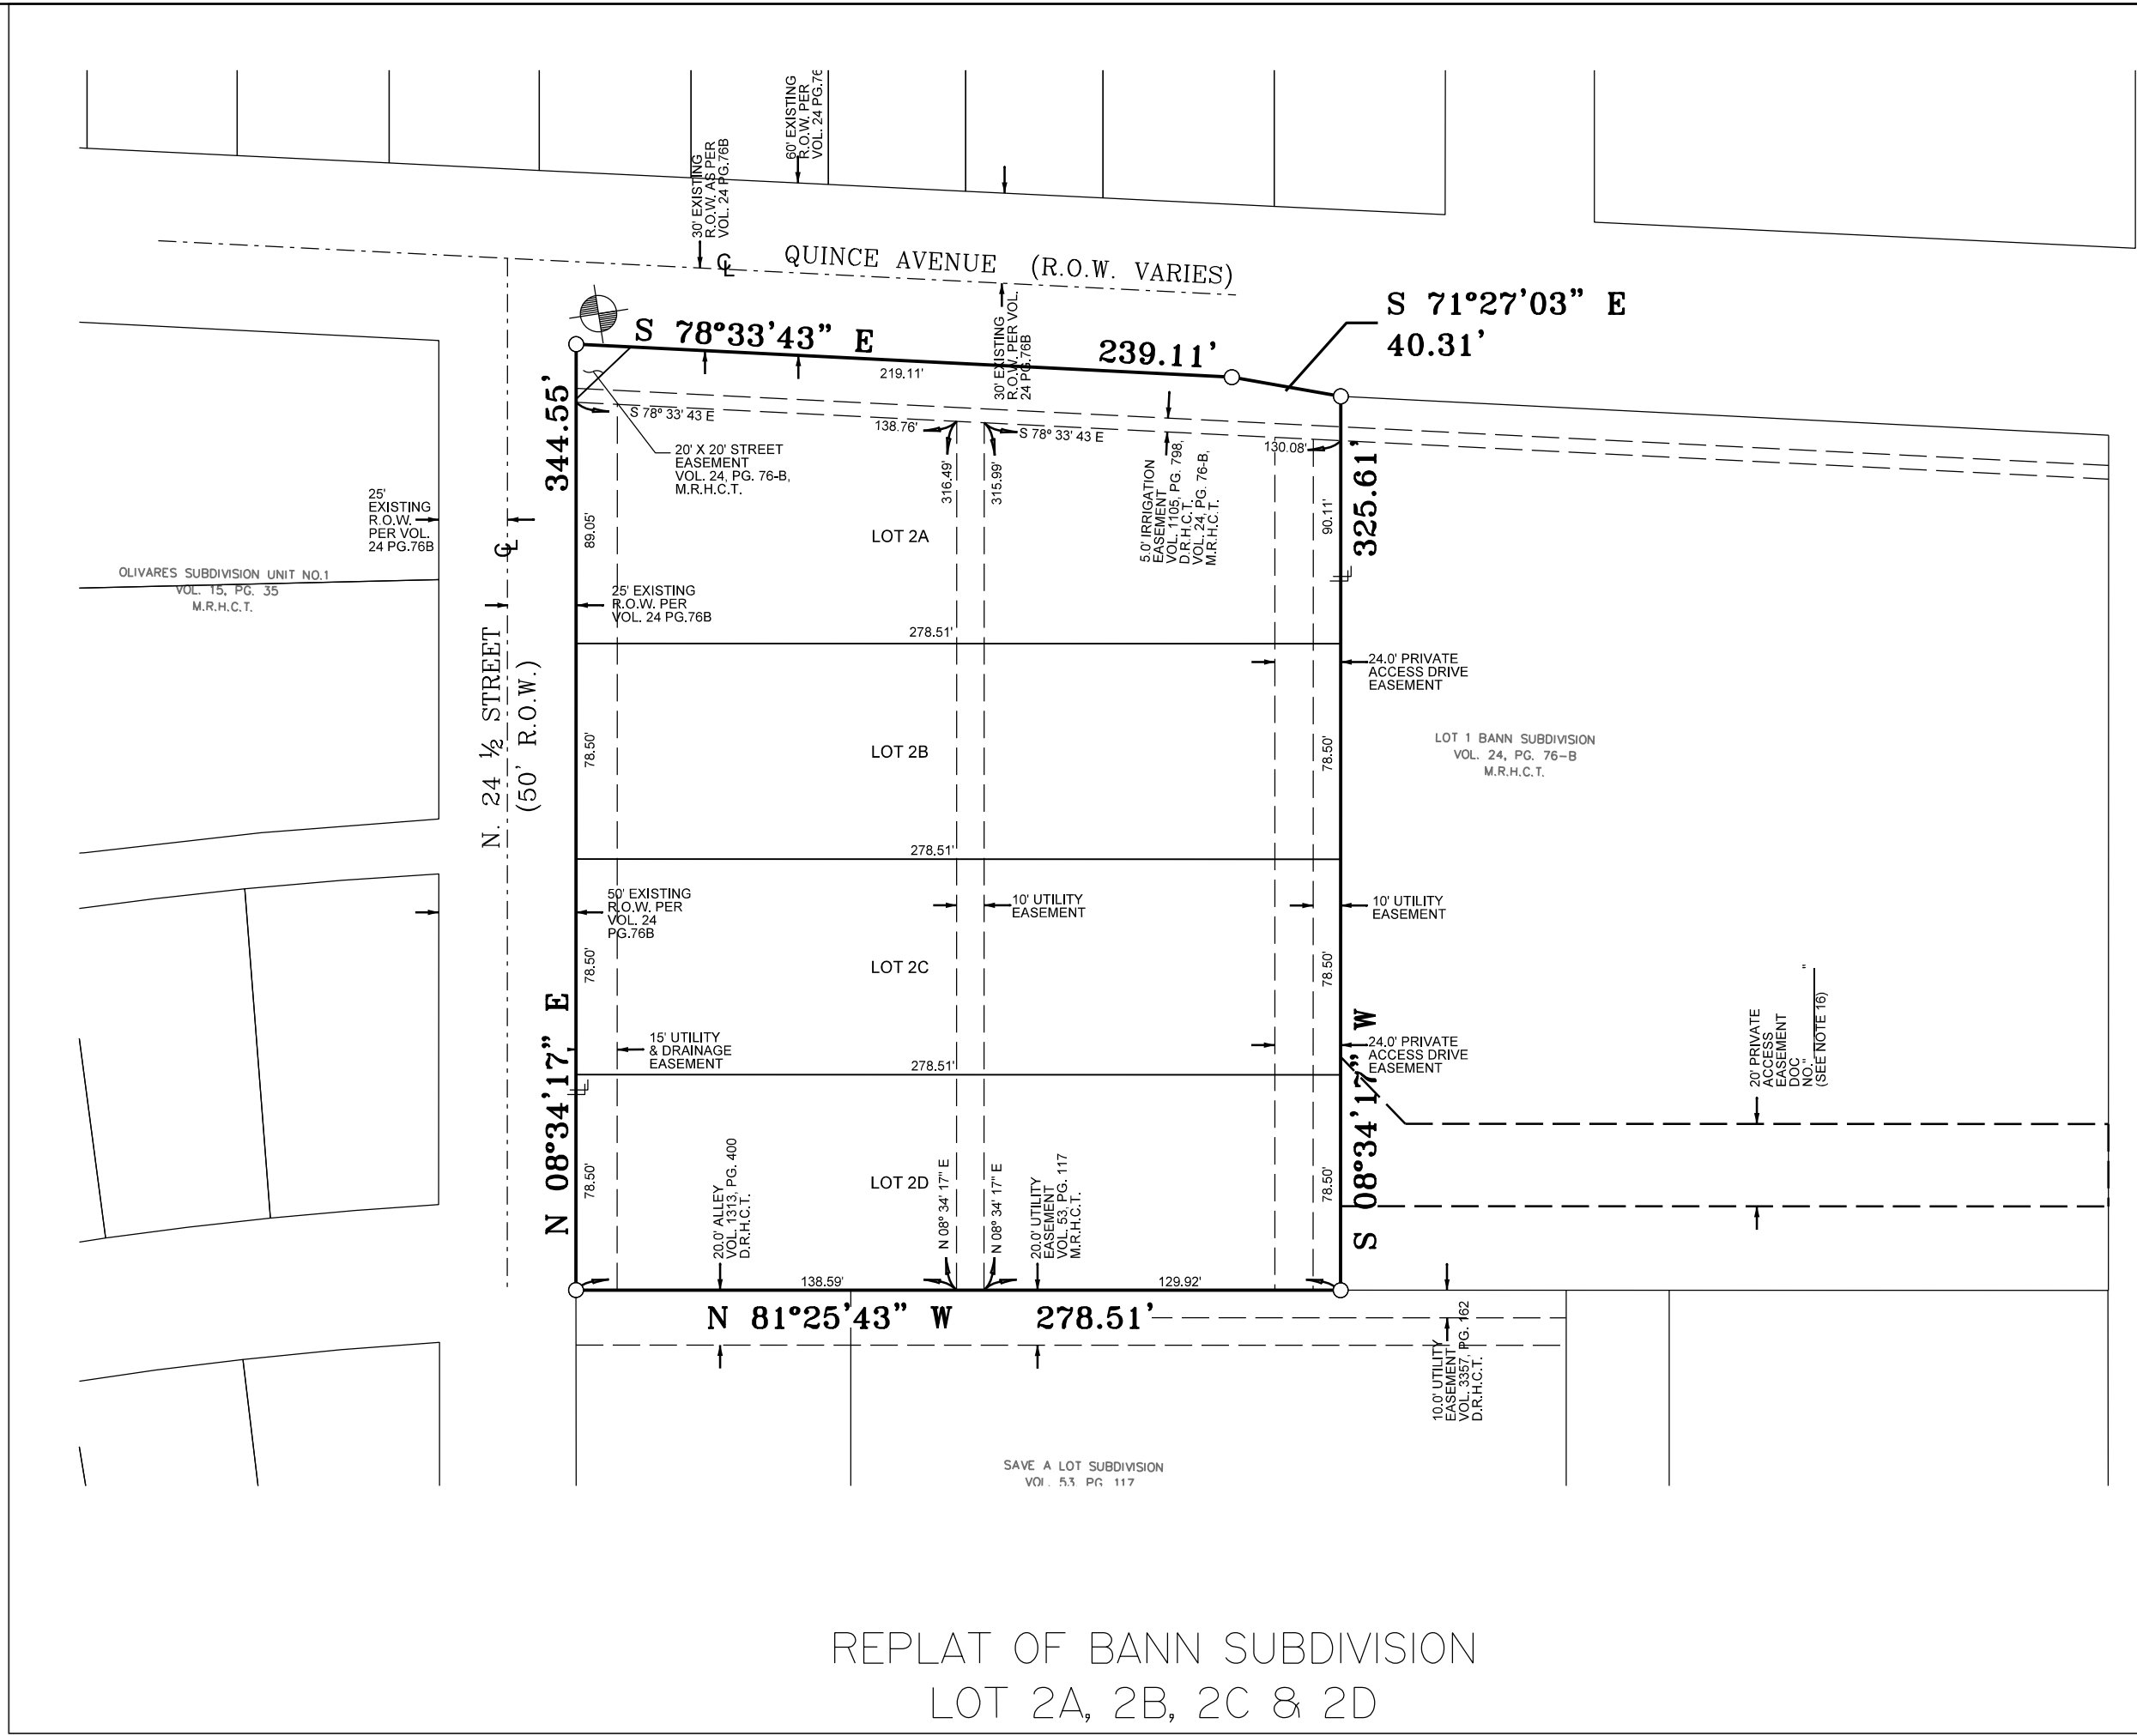 30' EXISTING
R.O.W. AS PER
VOL. 24 PG.76B
60' EXISTING
R.O.W. PER
VOL. 24 PG.76
℄
QUINCE AVENUE (R.O.W. VARIES)
S 71°27'03" E
40.31'
S 78°33'43" E
239.11'
219.11'
30' EXISTING
R.O.W. PER VOL.
24 PG.76B
344.55'
S 78° 33' 43 E
138.76'
S 78° 33' 43 E
130.08'
20' X 20' STREET
EASEMENT
VOL. 24, PG. 76-B,
M.R.H.C.T.
316.49'
315.99'
5.0' IRRIGATION
EASEMENT
VOL. 1105, PG. 798,
D.R.H.C.T.
VOL. 24, PG. 76-B,
M.R.H.C.T.
325.61'
25'
EXISTING
R.O.W.
PER VOL.
24 PG.76B
℄
89.05'
LOT 2A
90.11'
OLIVARES SUBDIVISION UNIT NO.1
VOL. 15, PG. 35
M.R.H.C.T.
25' EXISTING
R.O.W. PER
VOL. 24 PG.76B
278.51'
N. 24 ½ STREET
(50' R.O.W.)
24.0' PRIVATE
ACCESS DRIVE
EASEMENT
78.50'
LOT 2B
78.50'
LOT 1 BANN SUBDIVISION
VOL. 24, PG. 76-B
M.R.H.C.T.
278.51'
50' EXISTING
R.O.W. PER
VOL. 24
PG.76B
10' UTILITY
EASEMENT
10' UTILITY
EASEMENT
78.50'
LOT 2C
78.50'
20' PRIVATE
ACCESS
EASEMENT
DOC
NO." "
(SEE NOTE 16)
15' UTILITY
& DRAINAGE
EASEMENT
278.51'
24.0' PRIVATE
ACCESS DRIVE
EASEMENT
N 08°34'17" E
S 08°34'17" W
78.50'
20.0' ALLEY
VOL. 1313, PG. 400
D.R.H.C.T.
LOT 2D
N 08° 34' 17" E
N 08° 34' 17" E
20.0' UTILITY
EASEMENT
VOL. 53, PG. 117
M.R.H.C.T.
78.50'
138.59'
129.92'
N 81°25'43" W
278.51'
10.0' UTILITY
EASEMENT
VOL. 3357, PG. 162
D.R.H.C.T.
SAVE A LOT SUBDIVISION
VOL. 53, PG. 117
REPLAT OF BANN SUBDIVISION
LOT 2A, 2B, 2C & 2D